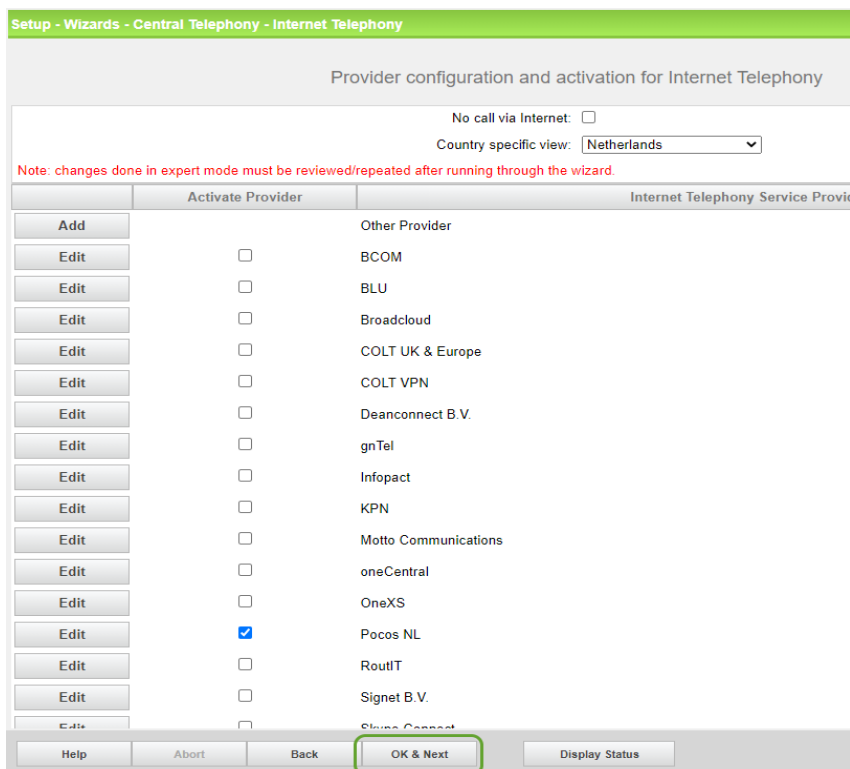 Setup - Wizards - Central Telephony - Internet Telephony
Provider configuration and activation for Internet Telephony
No call via Internet:
Country specific view: Netherlands
Note: changes done in expert mode must be reviewed/repeated after running through the wizard.
Activate Provider Internet Telephony Service
Add Other Provider
Edit BCOM
Edit BLU
Edit Broadcloud
Edit COLT UK & Europe
Edit COLT VPN
Edit Deanconnect B.V.
Edit gnTel
Edit Infopact
Edit KPN
Edit Motto Communications
Edit oneCentral
Edit OneXS
Edit Pocos NL
Edit RoutIT
Edit Signet B.V.
Help Abort Back OK & Next Display Status